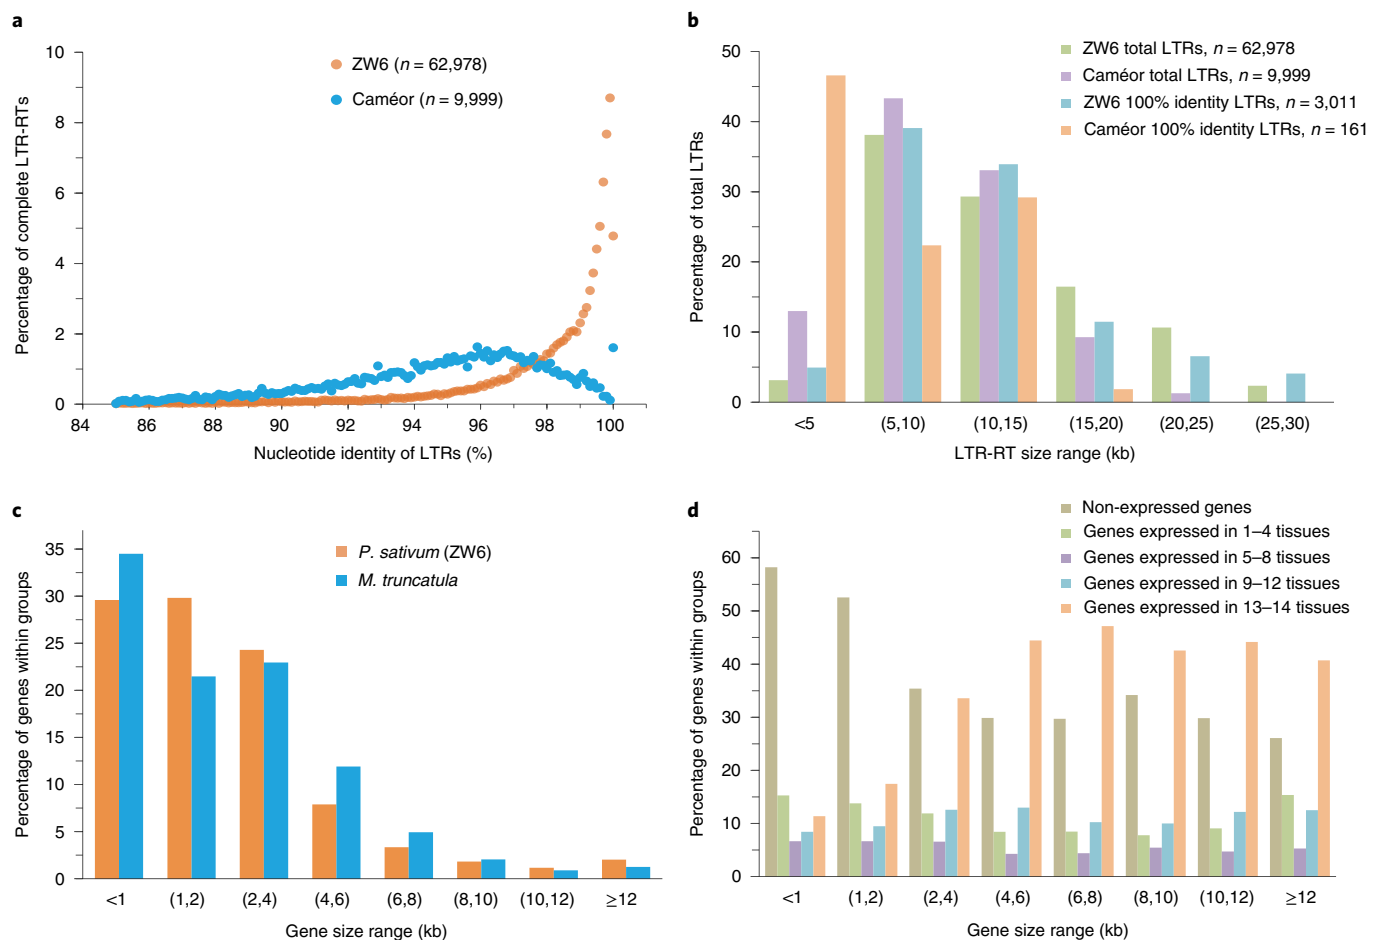 a
10
8
6
4
2
0
84 86 88 90 92 94 96 98 100
Percentage of complete LTR-RTs
Nucleotide identity of LTRs (%)
ZW6 (n = 62,978)
Caméor (n = 9,999)
b
50
40
30
20
10
0
<5 (5,10) (10,15) (15,20) (20,25) (25,30)
Percentage of total LTRs
LTR-RT size range (kb)
ZW6 total LTRs, n = 62,978
Caméor total LTRs, n = 9,999
ZW6 100% identity LTRs, n = 3,011
Caméor 100% identity LTRs, n = 161
c
35
30
25
20
15
10
5
0
<1 (1,2) (2,4) (4,6) (6,8) (8,10) (10,12) ≥12
Percentage of genes within groups
Gene size range (kb)
P. sativum (ZW6)
M. truncatula
d
60
50
40
30
20
10
0
<1 (1,2) (2,4) (4,6) (6,8) (8,10) (10,12) ≥12
Percentage of genes within groups
Gene size range (kb)
Non-expressed genes
Genes expressed in 1–4 tissues
Genes expressed in 5–8 tissues
Genes expressed in 9–12 tissues
Genes expressed in 13–14 tissues